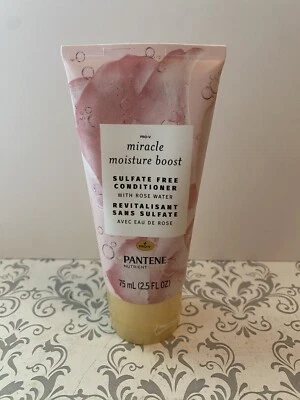 PRO-V
miracle
moisture boost
SULFATE FREE
CONDITIONER
WITH ROSE WATER
REVITALISANT
SANS SULFATE
AVEC EAU DE ROSE
PANTENE
NUTRIENT
75 mL (2.5 FL OZ)